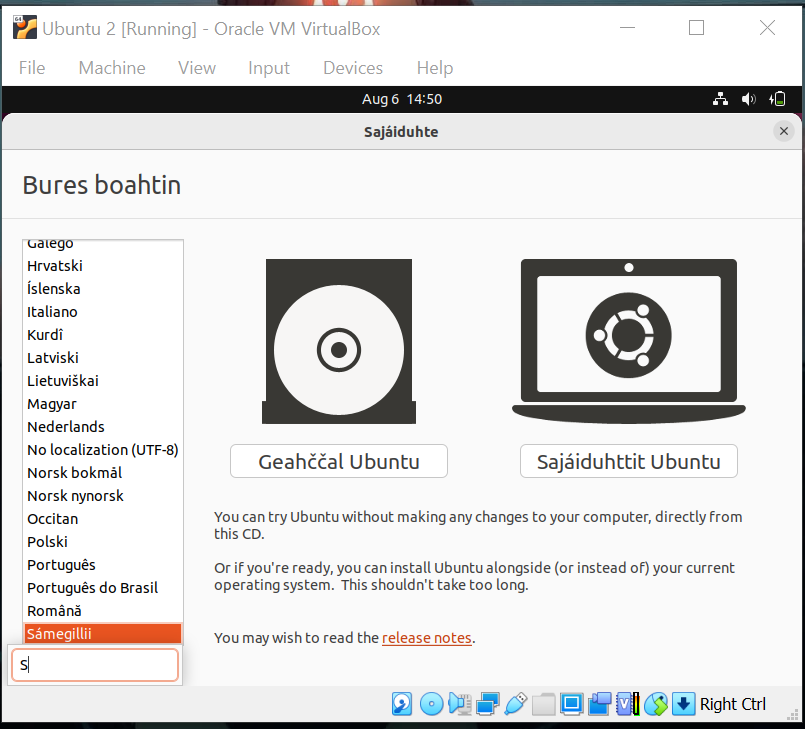 Ubuntu 2 [Running] - Oracle VM VirtualBox
File Machine View Input Devices Help
Aug 6 14:50
Sajáiduhte
Bures boahtin
Galego
Hrvatski
Íslenska
Italiano
Kurdî
Latviski
Lietuviškai
Magyar
Nederlands
No localization (UTF-8)
Norsk bokmål
Norsk nynorsk
Occitan
Polski
Português
Português do Brasil
Română
Sámegillii
S
Geahččal Ubuntu
Sajáiduhttit Ubuntu
You can try Ubuntu without making any changes to your computer, directly from
this CD.
Or if you're ready, you can install Ubuntu alongside (or instead of) your current
operating system. This shouldn't take too long.
You may wish to read the release notes.
Right Ctrl